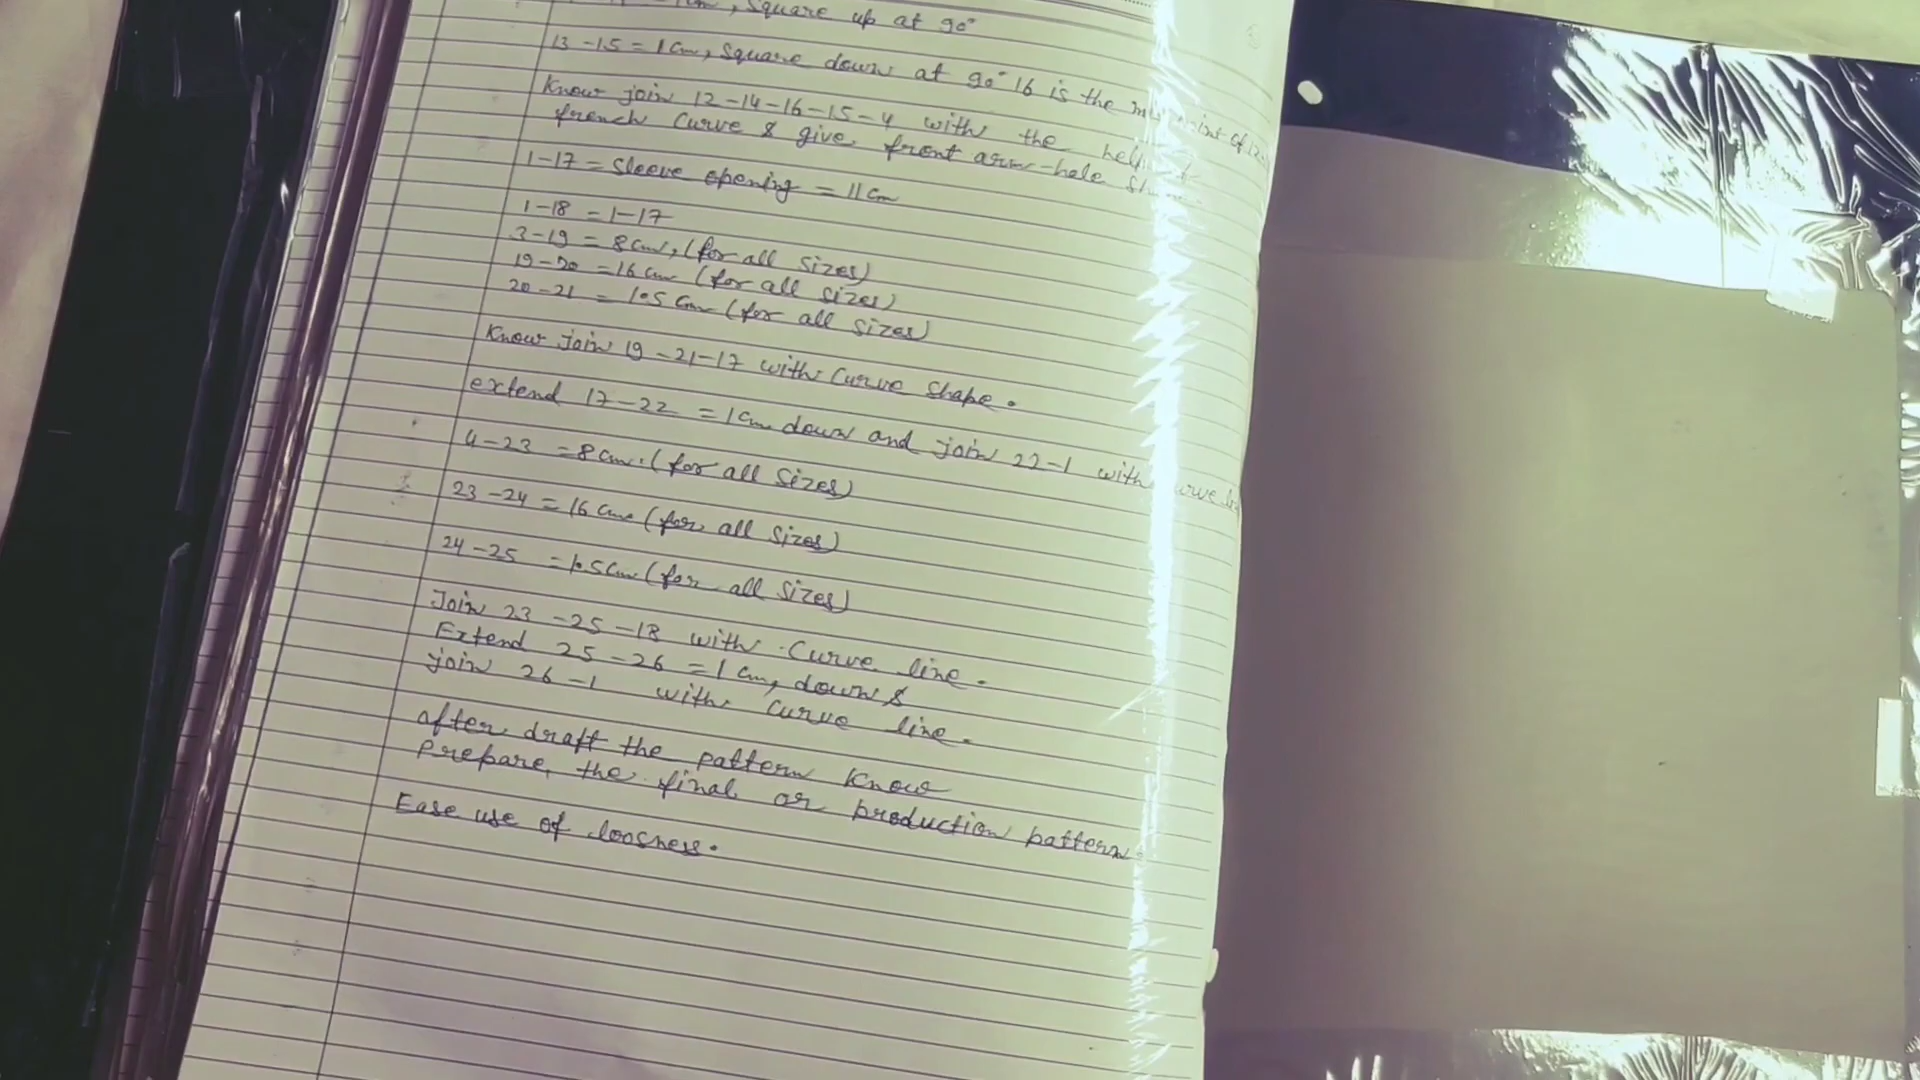 , Square up at 90°
13 - 15 = 1 cm, Square down at 90° 16 is the of
Know join 12 - 14 - 16 - 15 - 4 with the
french Curve & give front arm-hole
1 - 17 = Sleeve opening = 11 cm
1 - 18 = 1 - 17
3 - 19 = 8 cm, (for all sizes)
19 - 20 = 16 cm (for all sizes)
20 - 21 = 1.5 cm (for all sizes)
Know join 19 - 21 - 17 with Curve Shape.
extend 17 - 22 = 1 cm down and join 22 - 1 with
4 - 23 = 8 cm. (for all Sizes)
23 - 24 = 16 cm (for all Sizes)
24 - 25 = 1.5 cm (for all Sizes)
Join 23 - 25 - 18 with Curve line.
Extend 25 - 26 = 1 cm, down &
join 26 - 1 with Curve line.
after draft the pattern Know
Prepare the final or production pattern
Ease use of loosness.